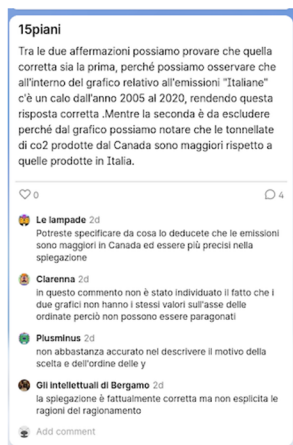 15piani
Tra le due affermazioni possiamo provare che quella
corretta sia la prima, perché possiamo osservare che
all'interno del grafico relativo all'emissioni "Italiane"
c'è un calo dall'anno 2005 al 2020, rendendo questa
risposta corretta .Mentre la seconda è da escludere
perché dal grafico possiamo notare che le tonnellate
di co2 prodotte dal Canada sono maggiori rispetto a
quelle prodotte in Italia.
0
4
Le lampade 2d
Potreste specificare da cosa lo deducete che le emissioni
sono maggiori in Canada ed essere più precisi nella
spiegazione
Clarenna 2d
in questo commento non è stato individuato il fatto che i
due grafici non hanno i stessi valori sull'asse delle
ordinate perciò non possono essere paragonati
Plusminus 2d
non abbastanza accurato nel descrivere il motivo della
scelta e dell'ordine delle y
Gli intellettuali di Bergamo 2d
la spiegazione è fattualmente corretta ma non esplicita le
ragioni del ragionamento
Add comment